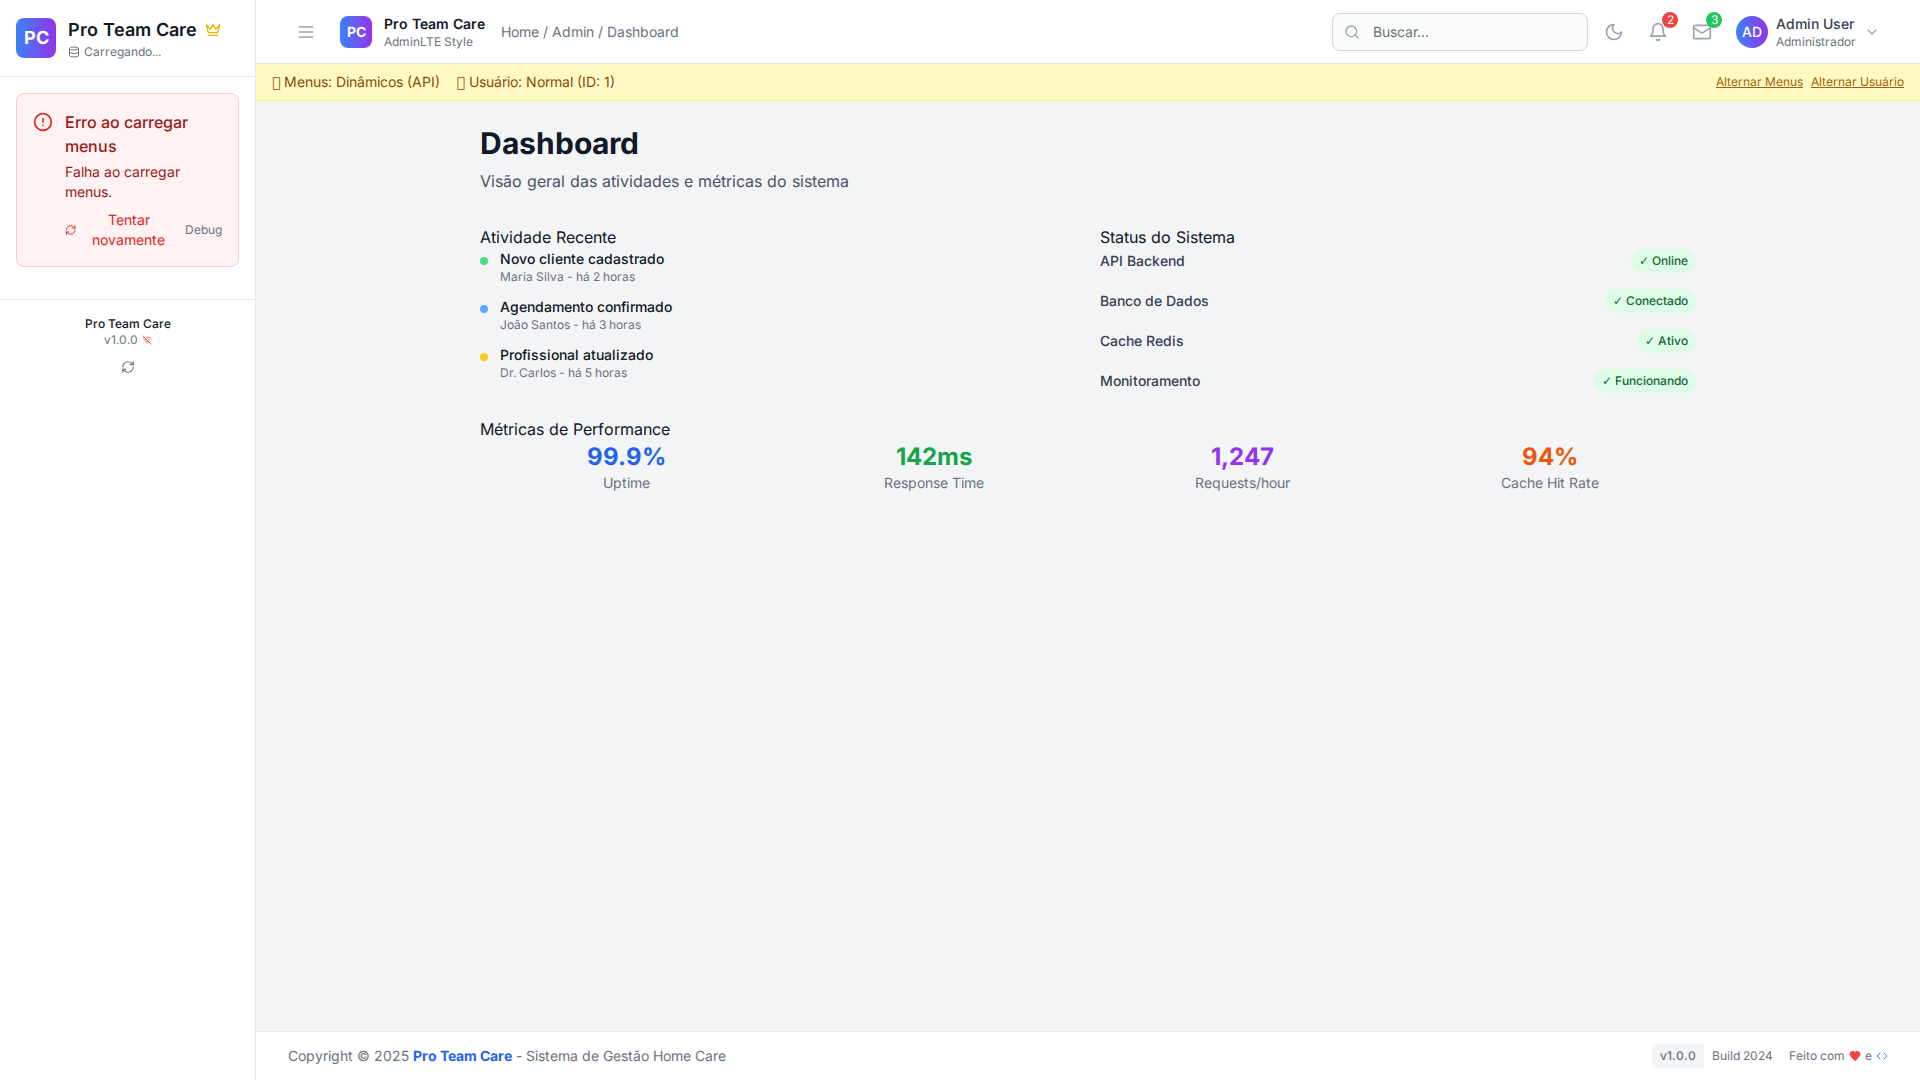 PC
Pro Team Care
Carregando...
Erro ao carregar
menus
Falha ao carregar
menus.
Tentar
novamente
Debug
Pro Team Care
v1.0.0
PC
Pro Team Care
AdminLTE Style
Home / Admin / Dashboard
Buscar...
2
3
AD
Admin User
Administrador
Menus: Dinâmicos (API)
Usuário: Normal (ID: 1)
Alternar Menus
Alternar Usuário
Dashboard
Visão geral das atividades e métricas do sistema
Atividade Recente
Novo cliente cadastrado
Maria Silva - há 2 horas
Agendamento confirmado
João Santos - há 3 horas
Profissional atualizado
Dr. Carlos - há 5 horas
Status do Sistema
API Backend
✓ Online
Banco de Dados
✓ Conectado
Cache Redis
✓ Ativo
Monitoramento
✓ Funcionando
Métricas de Performance
99.9%
Uptime
142ms
Response Time
1,247
Requests/hour
94%
Cache Hit Rate
Copyright © 2025 Pro Team Care - Sistema de Gestão Home Care
v1.0.0
Build 2024
Feito com
e